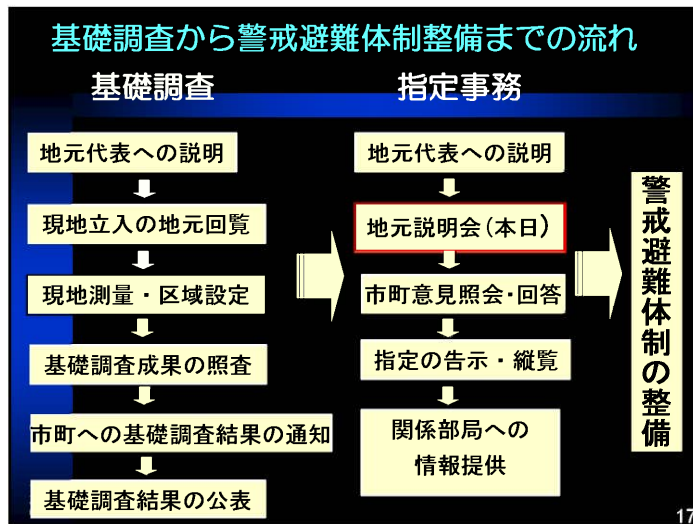 基礎調査から警戒避難体制整備までの流れ
基礎調査
地元代表への説明
現地立入の地元回覧
現地測量・区域設定
基礎調査成果の照査
市町への基礎調査結果の通知
基礎調査結果の公表
指定事務
地元代表への説明
地元説明会(本日)
市町意見照会・回答
指定の告示・縦覧
関係部局への
情報提供
警戒避難体制の整備
17